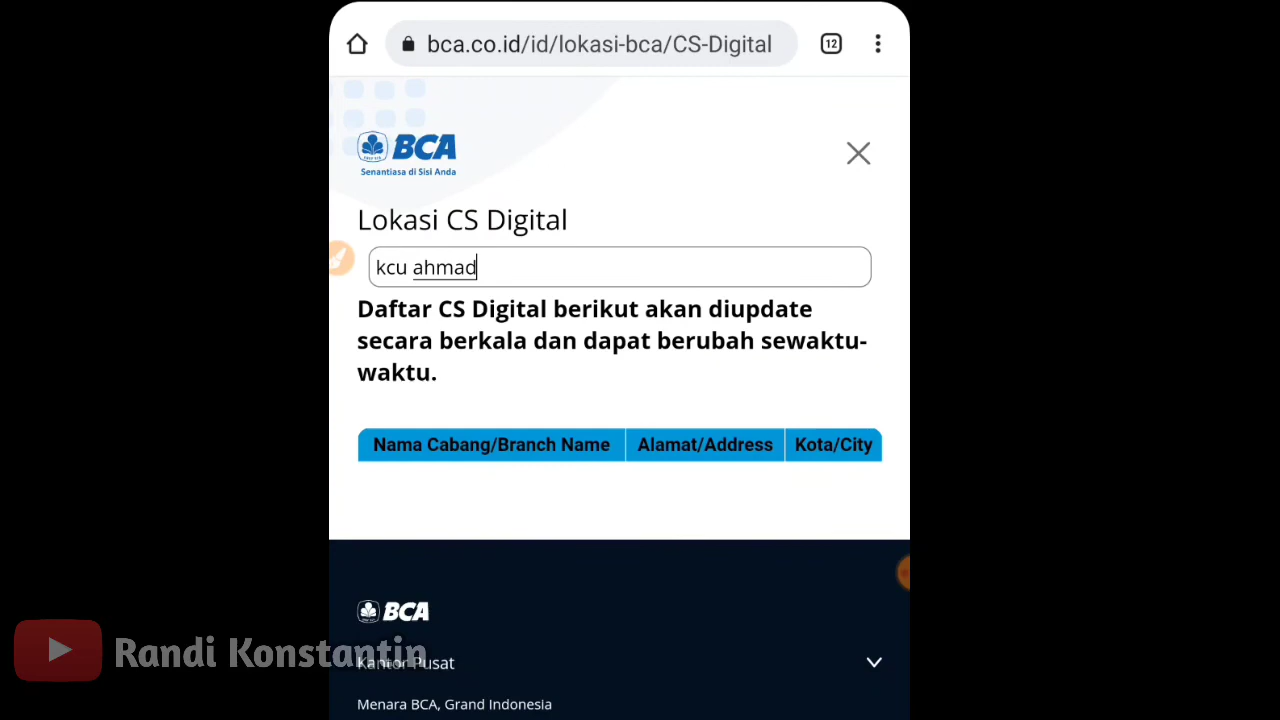 bca.co.id/id/lokasi-bca/CS-Digital
12
BCA
Senantiasa di Sisi Anda
Lokasi CS Digital
kcu ahmad
Daftar CS Digital berikut akan diupdate
secara berkala dan dapat berubah sewaktu-
waktu.
Nama Cabang/Branch Name Alamat/Address Kota/City
BCA
Randi Konstantin
Kantor Pusat
Menara BCA, Grand Indonesia